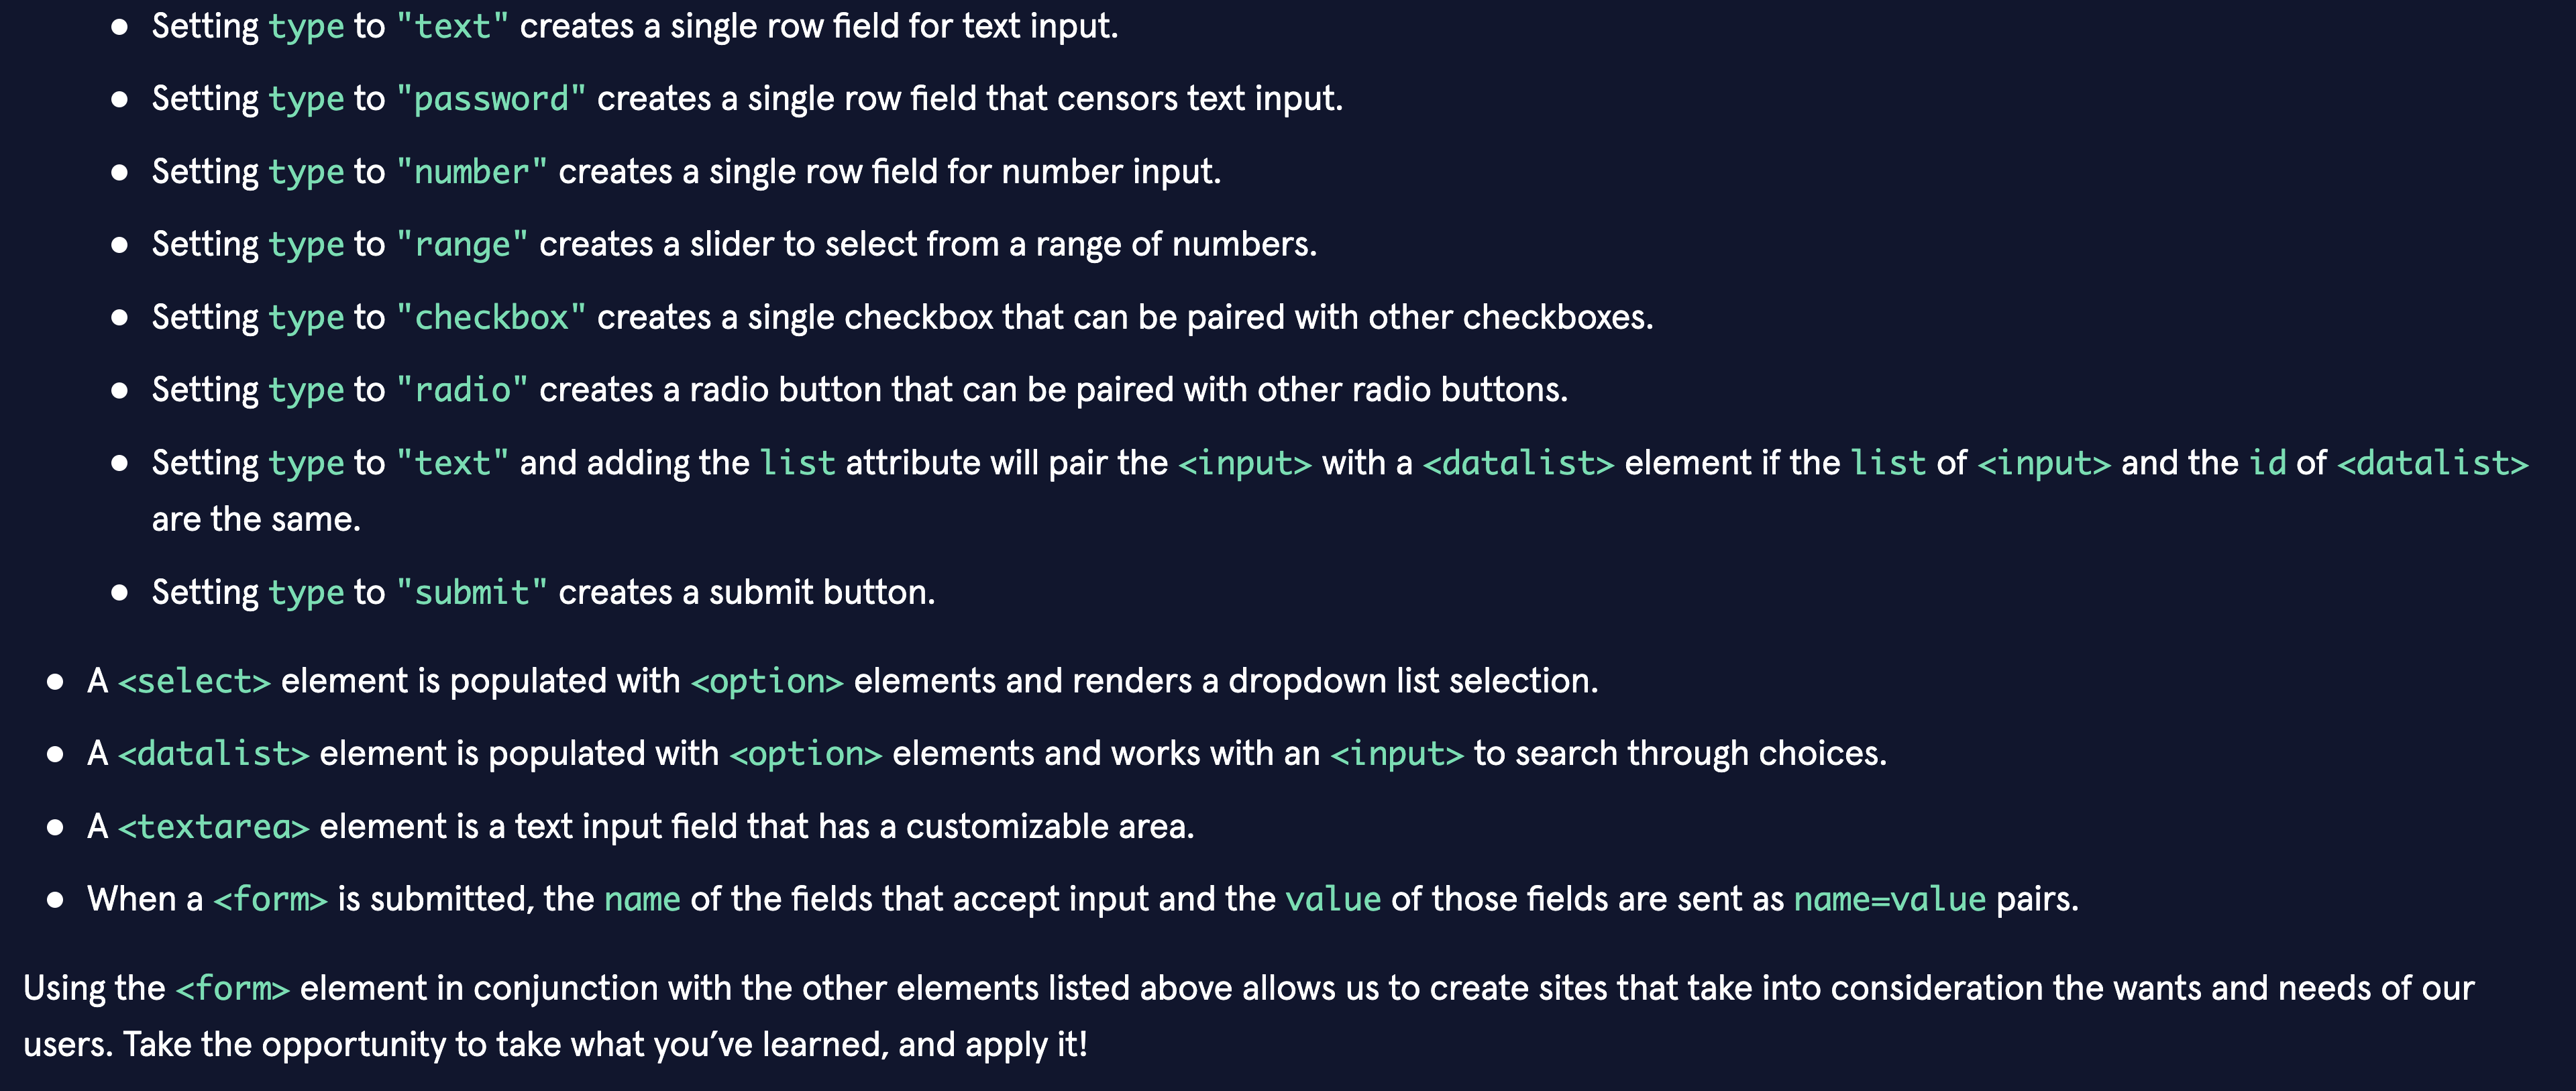 Setting type to "text" creates a single row field for text input.
Setting type to "password" creates a single row field that censors text input.
Setting type to "number" creates a single row field for number input.
Setting type to "range" creates a slider to select from a range of numbers.
Setting type to "checkbox" creates a single checkbox that can be paired with other checkboxes.
Setting type to "radio" creates a radio button that can be paired with other radio buttons.
Setting type to "text" and adding the list attribute will pair the <input> with a <datalist> element if the list of <input> and the id of <datalist>
are the same.
Setting type to "submit" creates a submit button.
A <select> element is populated with <option> elements and renders a dropdown list selection.
A <datalist> element is populated with <option> elements and works with an <input> to search through choices.
A <textarea> element is a text input field that has a customizable area.
When a <form> is submitted, the name of the fields that accept input and the value of those fields are sent as name=value pairs.
Using the <form> element in conjunction with the other elements listed above allows us to create sites that take into consideration the wants and needs of our
users. Take the opportunity to take what you’ve learned, and apply it!